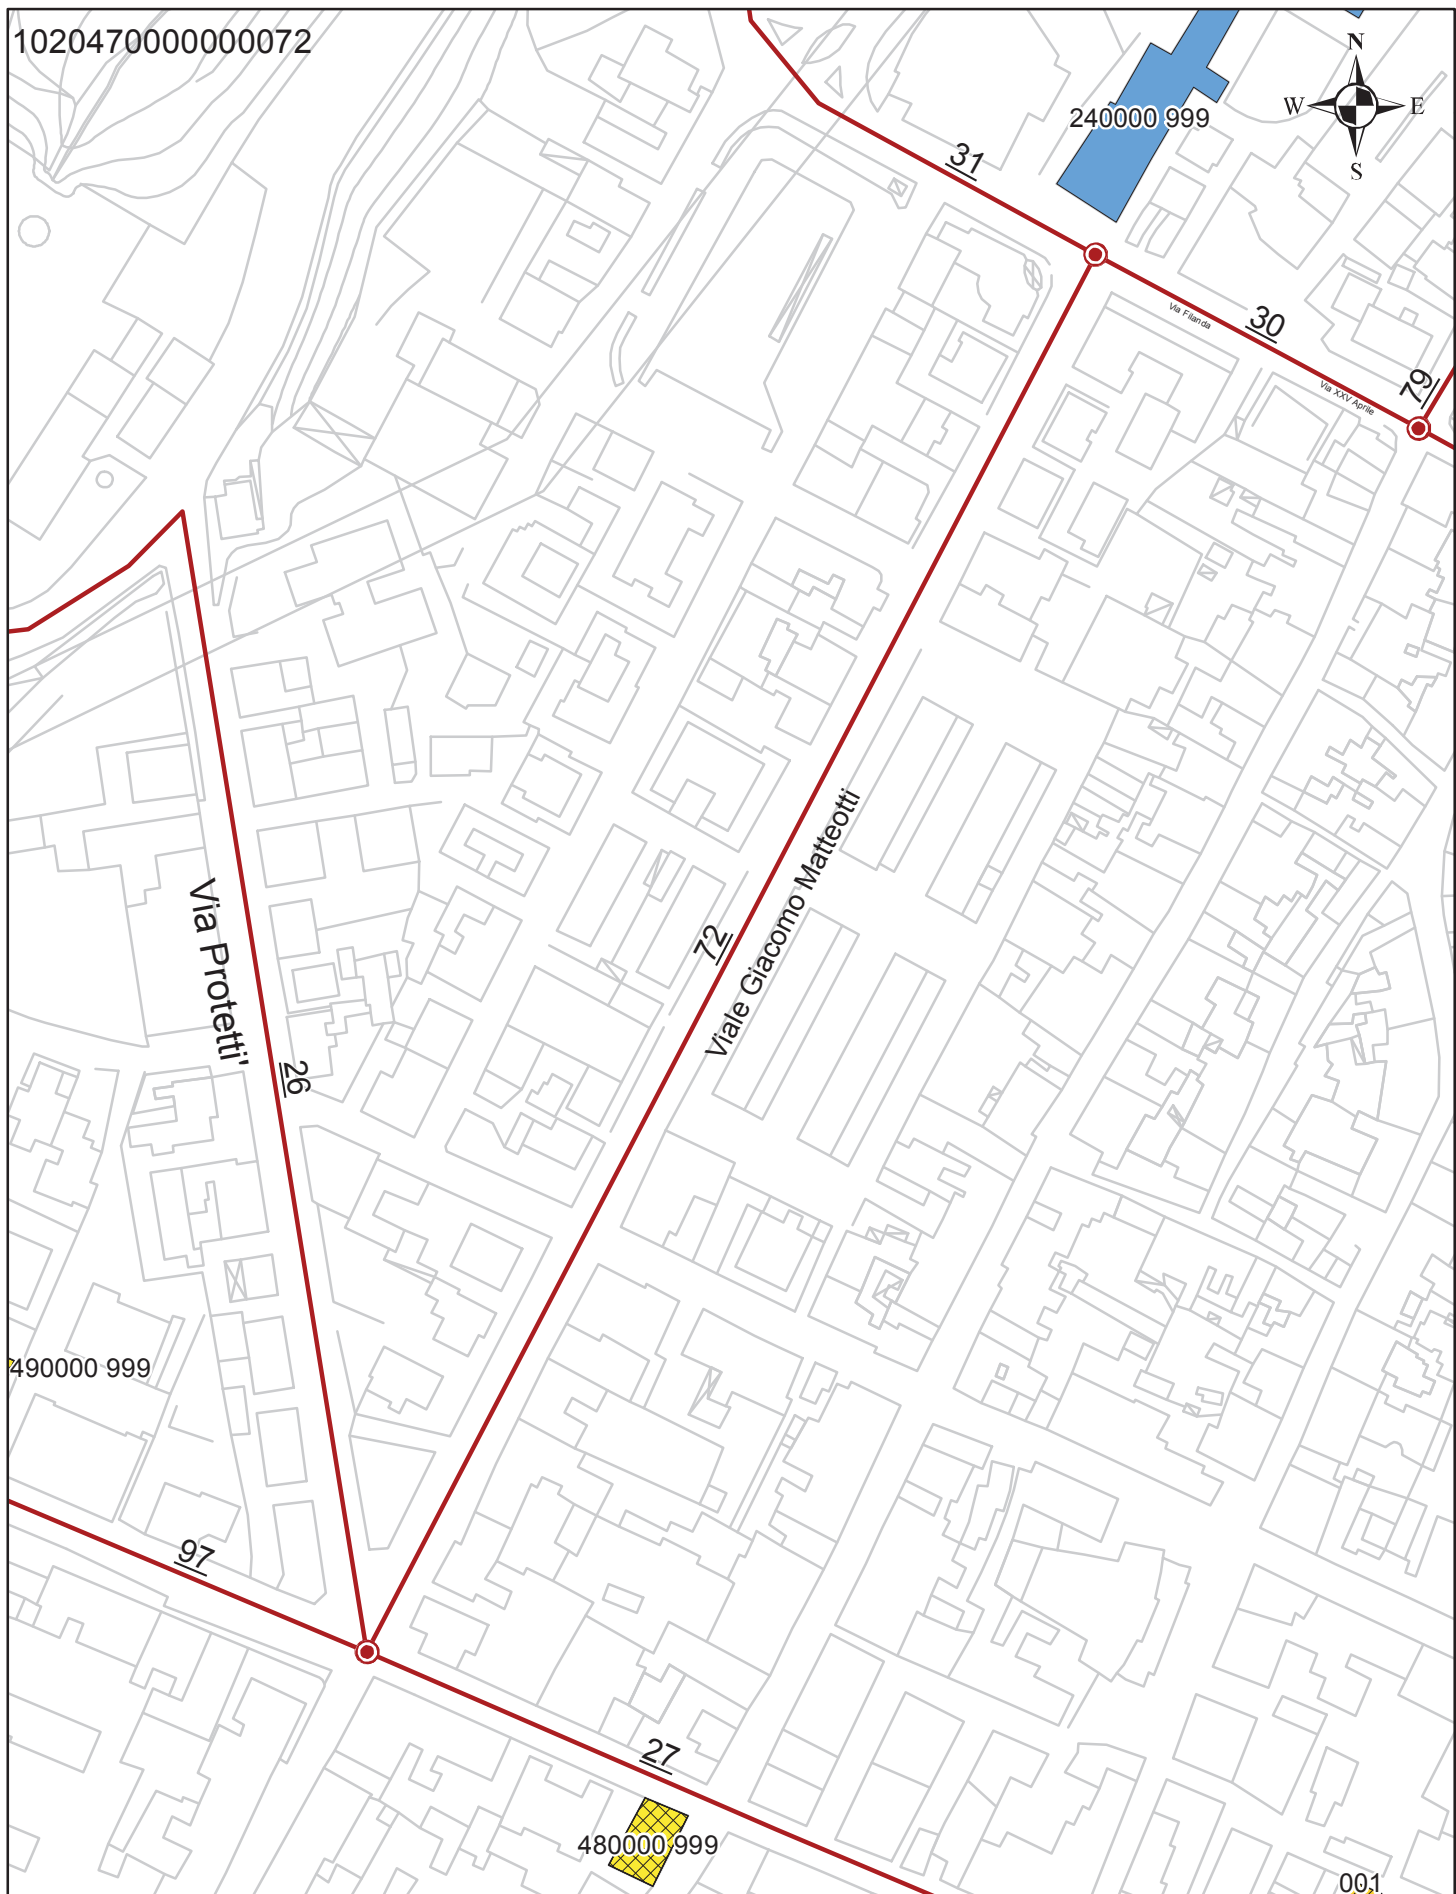 1020470000000072
N
W E
S
240000 999
31
30
Via Filanda
79
Via XXV Aprile
Viale Giacomo Matteotti
72
Via Protetti'
26
490000 999
97
27
480000 999
001